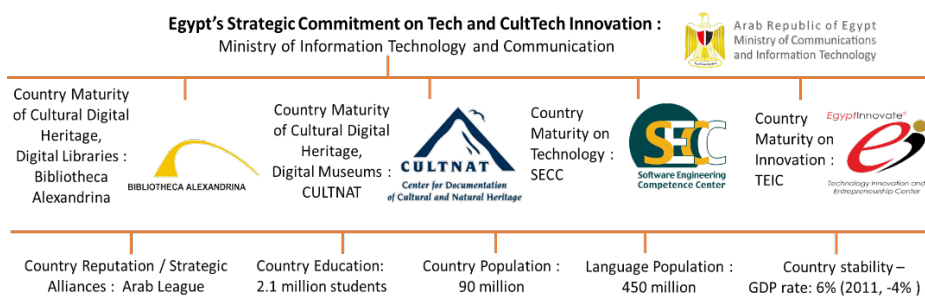 Egypt's Strategic Commitment on Tech and CultTech Innovation :
Ministry of Information Technology and Communication
Arab Republic of Egypt
Ministry of Communications
and Information Technology
Country Maturity
of Cultural Digital
Heritage,
Digital Libraries :
Bibliotheca
Alexandrina
BIBLIOTHECA ALEXANDRINA
Country Maturity
of Cultural Digital
Heritage,
Digital Museums :
CULTNAT
CULTNAT
Center for Documentation
of Cultural and Natural Heritage
Country
Maturity on
Technology :
SECC
SECC
Software Engineering
Competence Center
Country
Maturity on
Innovation :
TEIC
EgyptInnovate®
ei
Technology Innovation and
Entrepreneurship Center
Country Reputation / Strategic
Alliances : Arab League
Country Education:
2.1 million students
Country Population :
90 million
Language Population :
450 million
Country stability –
GDP rate: 6% (2011, -4% )